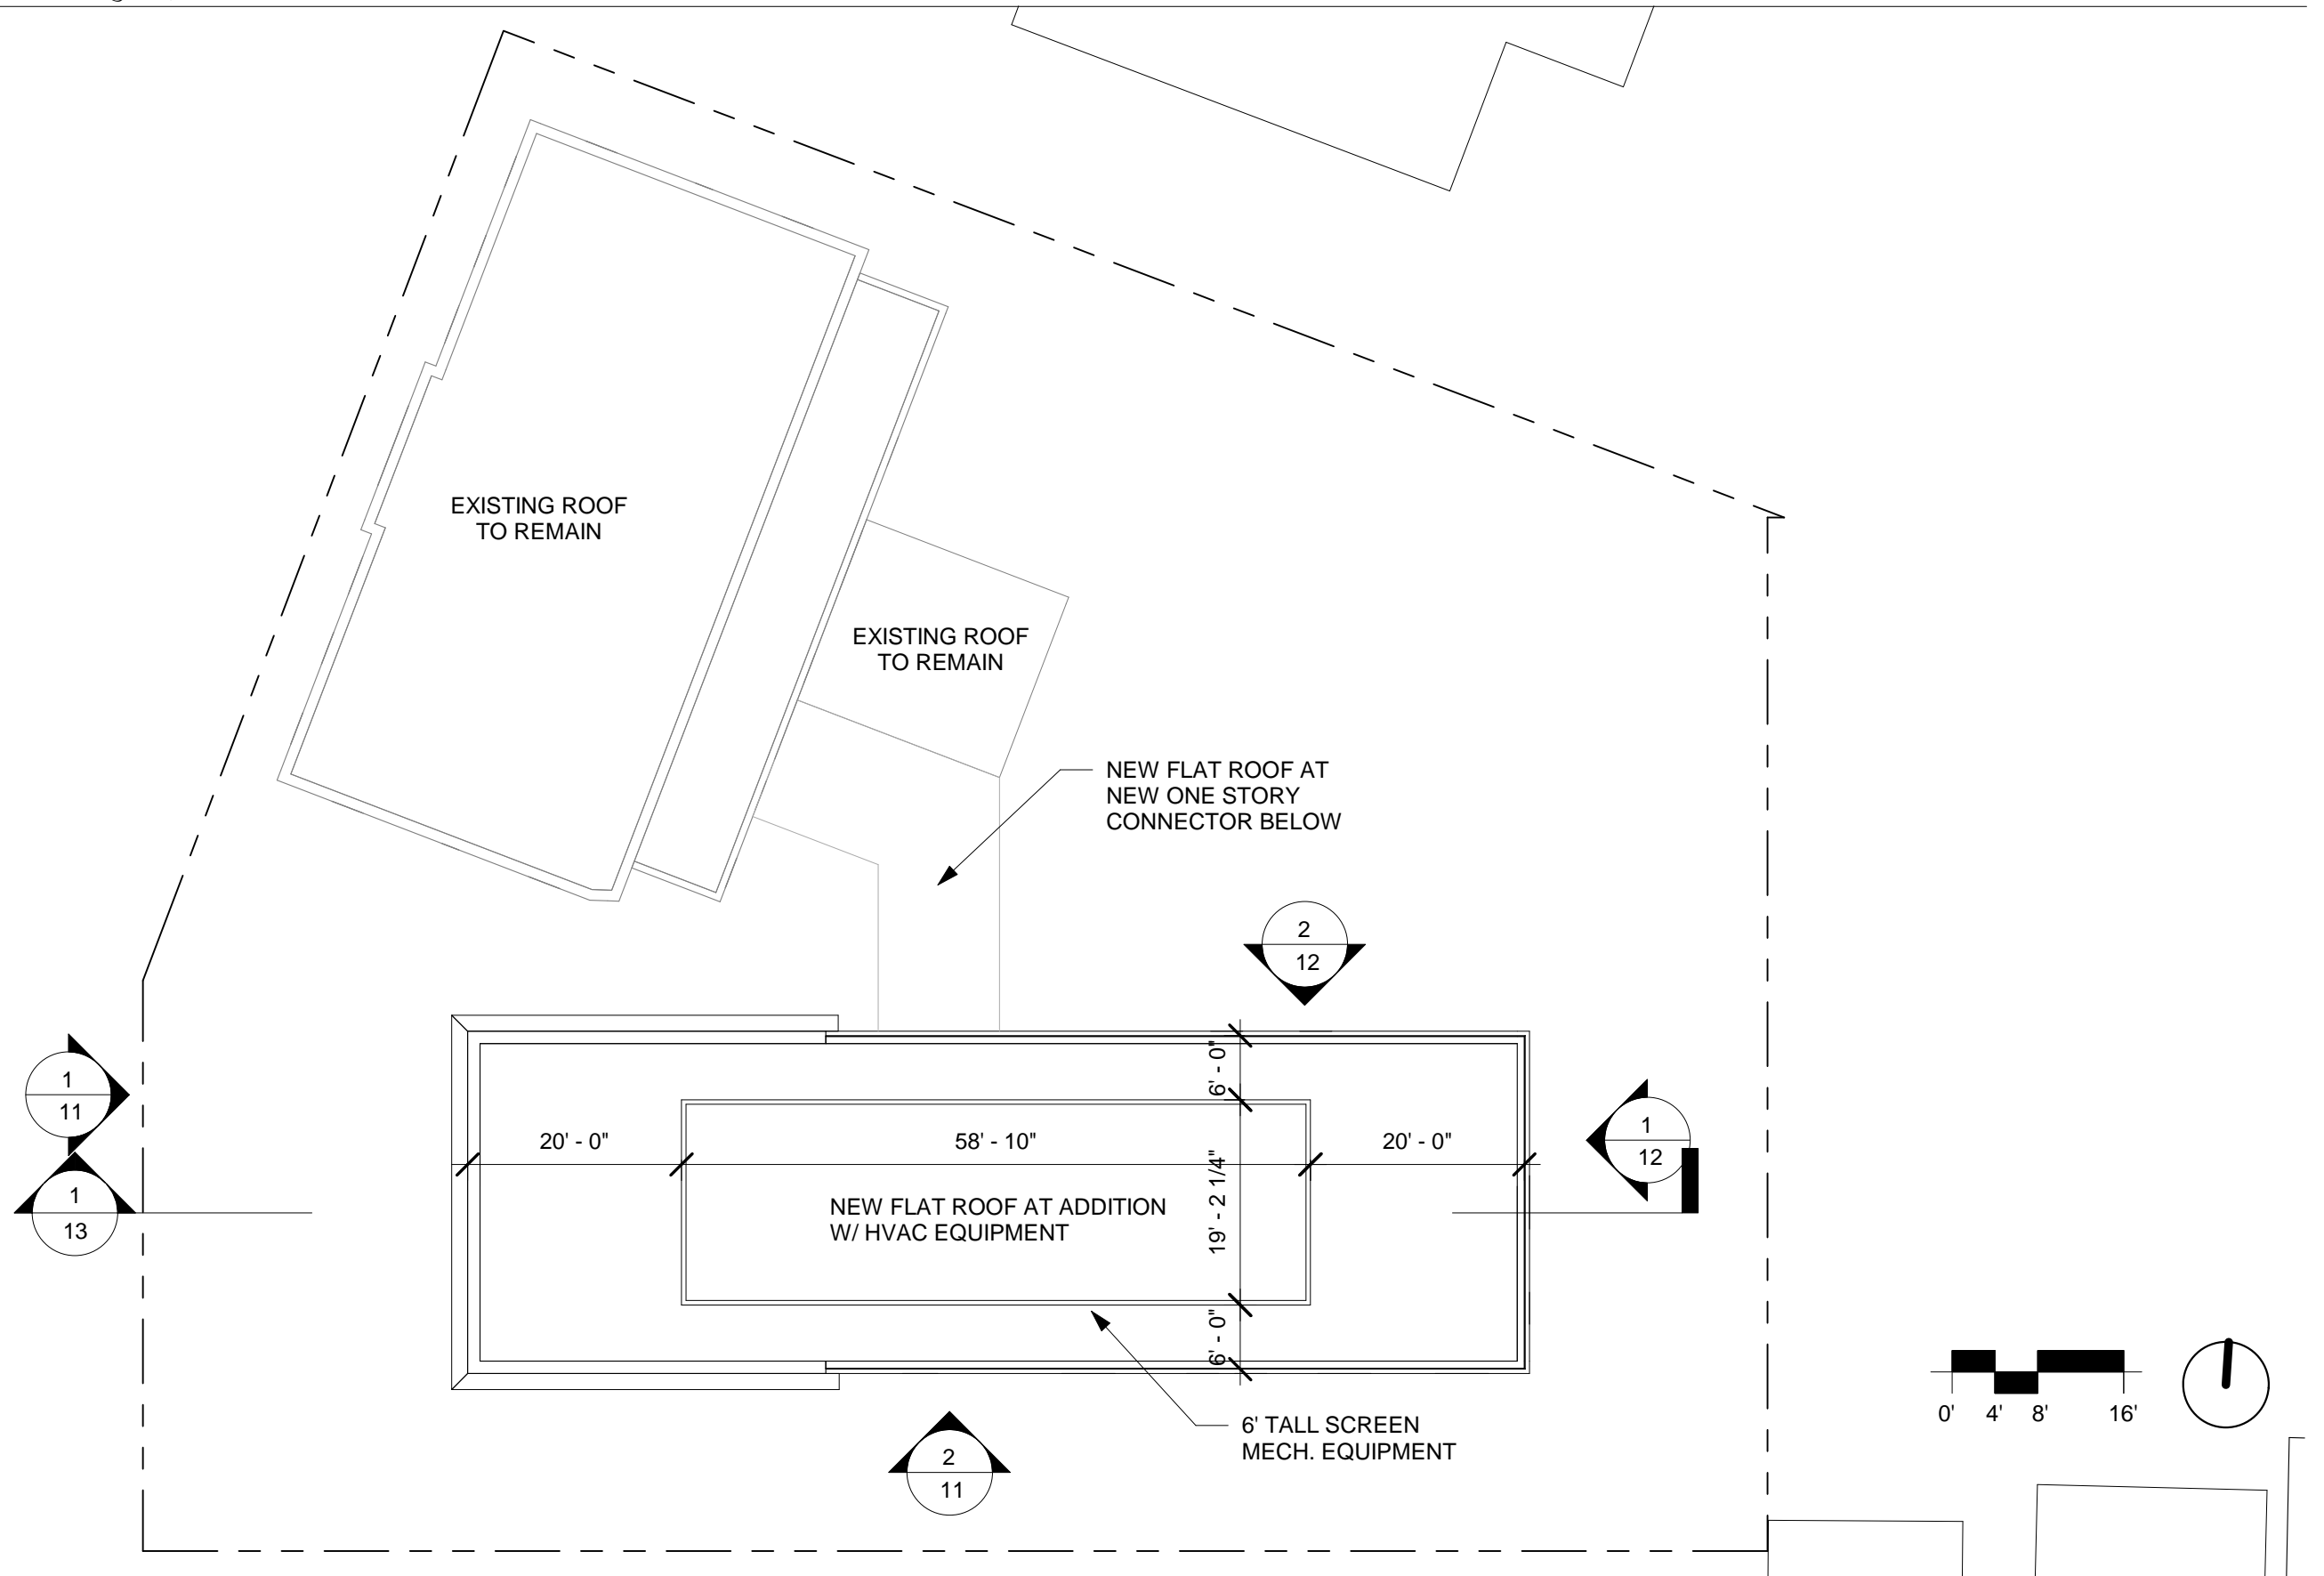 EXISTING ROOF
TO REMAIN
EXISTING ROOF
TO REMAIN
NEW FLAT ROOF AT
NEW ONE STORY
CONNECTOR BELOW
2
12
1
11
1
13
1
12
6' - 0"
20' - 0"
58' - 10"
20' - 0"
19' - 2 1/4"
NEW FLAT ROOF AT ADDITION
W/ HVAC EQUIPMENT
6' - 0"
6' TALL SCREEN
MECH. EQUIPMENT
2
11
0' 4' 8' 16'